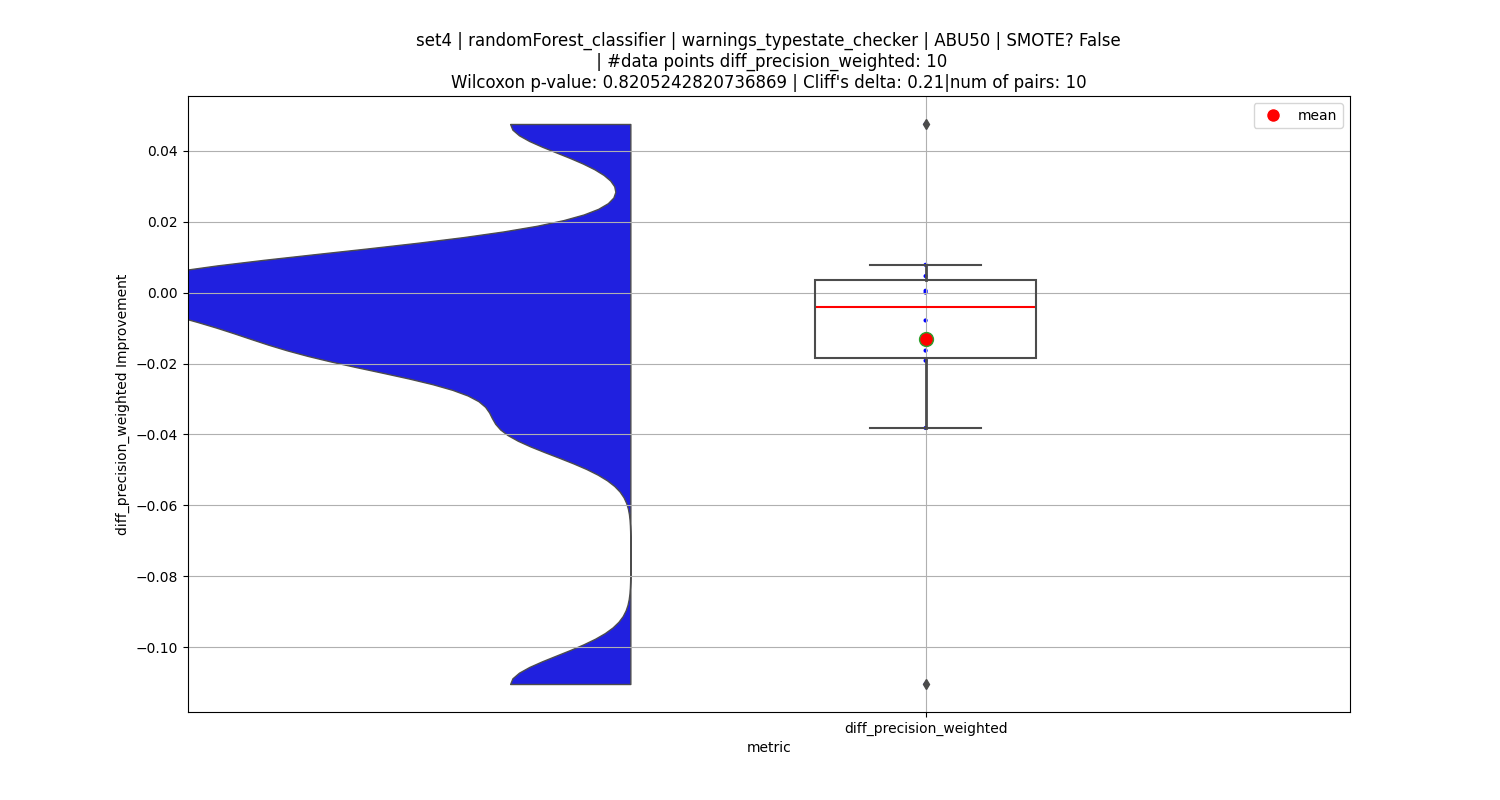 set4 | randomForest_classifier | warnings_typestate_checker | ABU50 | SMOTE? False
| #data points diff_precision_weighted: 10
Wilcoxon p-value: 0.8205242820736869 | Cliff's delta: 0.21|num of pairs: 10
mean
0.04
0.02
0.00
−0.02
−0.04
−0.06
−0.08
−0.10
diff_precision_weighted Improvement
diff_precision_weighted
metric